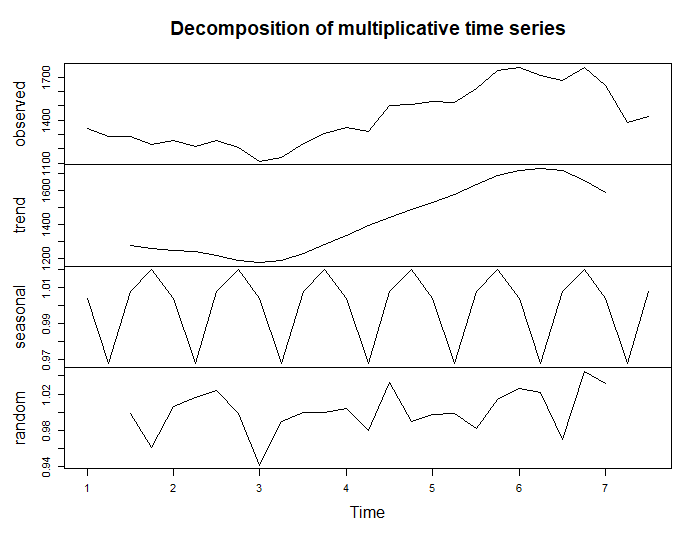 Decomposition of multiplicative time series
observed
1100 1400 1700
trend
1200 1400 1600
seasonal
0.97 0.99 1.01
random
0.94 0.98 1.02
1 2 3 4 5 6 7
Time